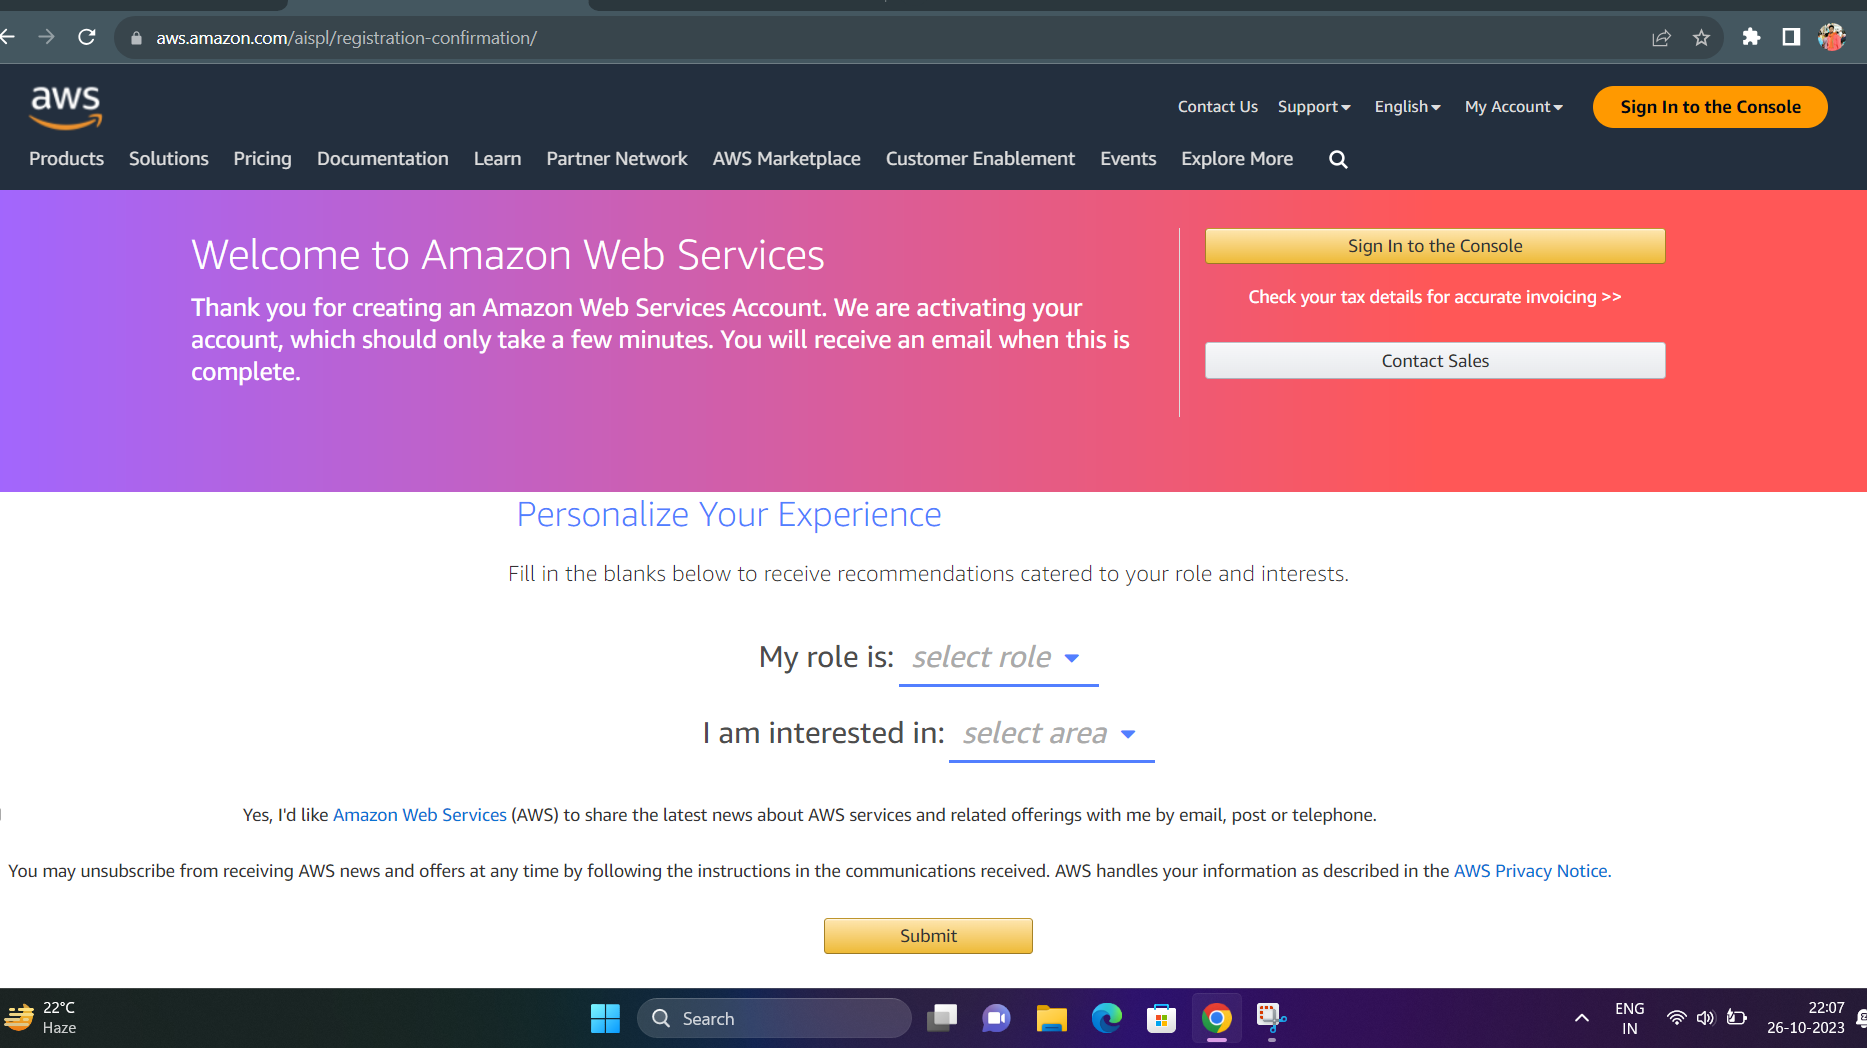 aws.amazon.com/aispl/registration-confirmation/
aws
Contact Us Support English My Account Sign In to the Console
Products Solutions Pricing Documentation Learn Partner Network AWS Marketplace Customer Enablement Events Explore More
Welcome to Amazon Web Services
Thank you for creating an Amazon Web Services Account. We are activating your
account, which should only take a few minutes. You will receive an email when this is
complete.
Sign In to the Console
Check your tax details for accurate invoicing >>
Contact Sales
Personalize Your Experience
Fill in the blanks below to receive recommendations catered to your role and interests.
My role is: select role
I am interested in: select area
Yes, I'd like Amazon Web Services (AWS) to share the latest news about AWS services and related offerings with me by email, post or telephone.
You may unsubscribe from receiving AWS news and offers at any time by following the instructions in the communications received. AWS handles your information as described in the AWS Privacy Notice.
Submit
22°C
Haze
Search
ENG
IN
22:07
26-10-2023